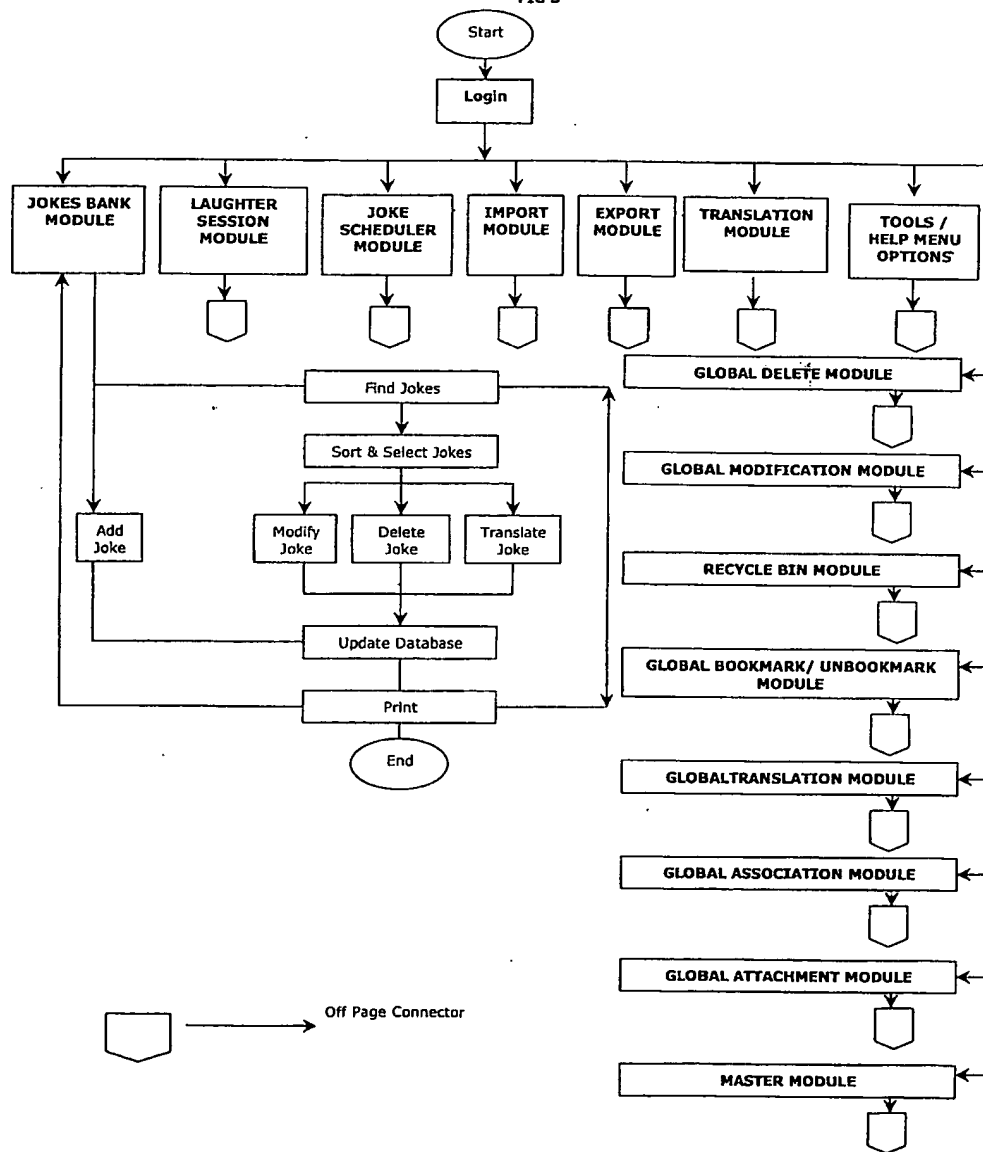 Start
Login
JOKES BANK
MODULE
LAUGHTER
SESSION
MODULE
JOKE
SCHEDULER
MODULE
IMPORT
MODULE
EXPORT
MODULE
TRANSLATION
MODULE
TOOLS /
HELP MENU
OPTIONS
Find Jokes
Sort & Select Jokes
Add
Joke
Modify
Joke
Delete
Joke
Translate
Joke
Update Database
Print
End
GLOBAL DELETE MODULE
GLOBAL MODIFICATION MODULE
RECYCLE BIN MODULE
GLOBAL BOOKMARK/ UNBOOKMARK
MODULE
GLOBALTRANSLATION MODULE
GLOBAL ASSOCIATION MODULE
GLOBAL ATTACHMENT MODULE
MASTER MODULE
Off Page Connector